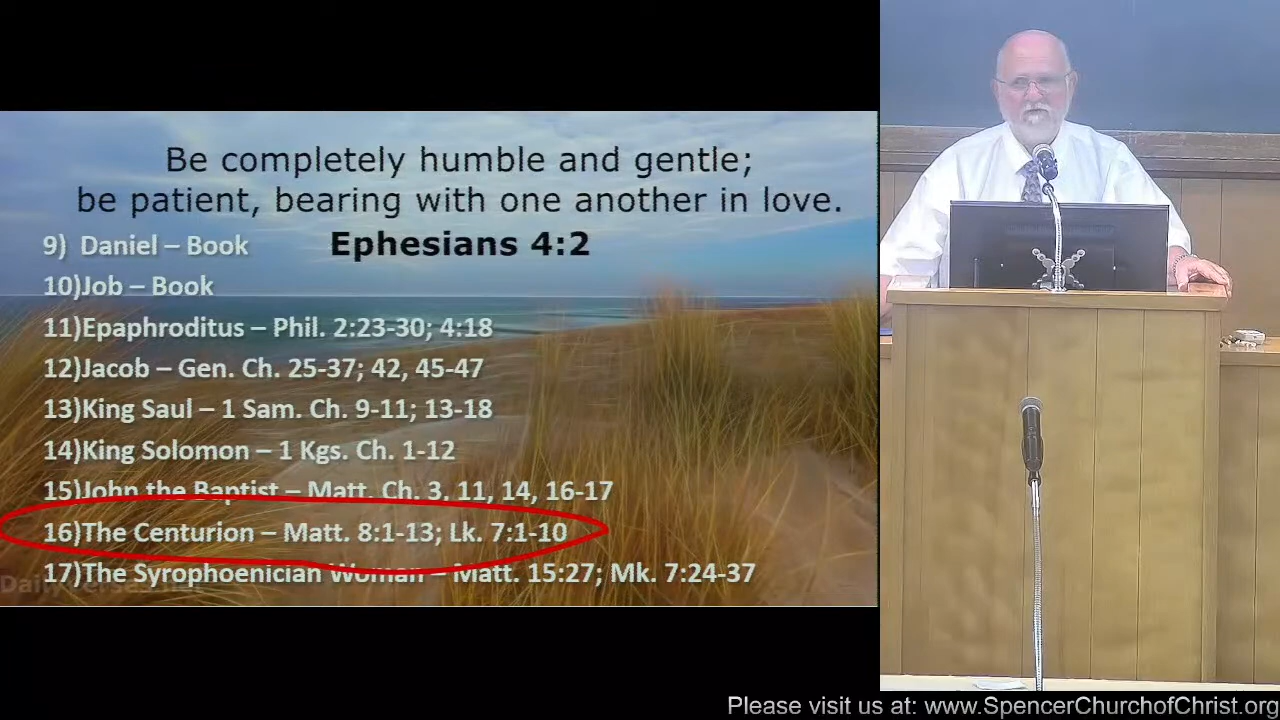 Be completely humble and gentle;
be patient, bearing with one another in love.
Ephesians 4:2
9) Daniel – Book
10)Job – Book
11)Epaphroditus – Phil. 2:23-30; 4:18
12)Jacob – Gen. Ch. 25-37; 42, 45-47
13)King Saul – 1 Sam. Ch. 9-11; 13-18
14)King Solomon – 1 Kgs. Ch. 1-12
15)John the Baptist – Matt. Ch. 3, 11, 14, 16-17
16)The Centurion – Matt. 8:1-13; Lk. 7:1-10
17)The Syrophoenician Woman – Matt. 15:27; Mk. 7:24-37
Please visit us at: www.SpencerChurchofChrist.org